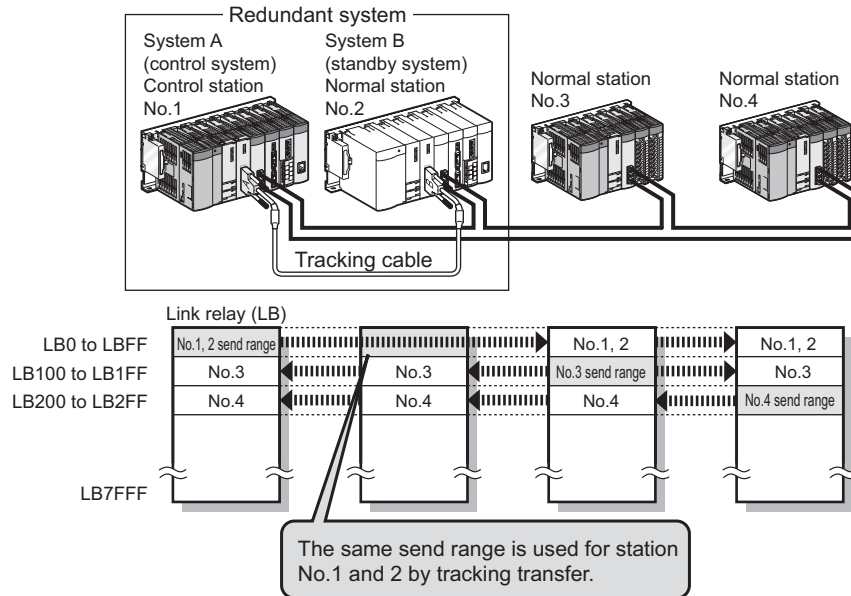 Redundant system
System A
(control system)
Control station
No.1
System B
(standby system)
Normal station
No.2
Normal station
No.3
Normal station
No.4
Tracking cable
Link relay (LB)
LB0 to LBFF
No.1, 2 send range
No.1, 2
No.1, 2
LB100 to LB1FF
No.3
No.3
No.3 send range
No.3
LB200 to LB2FF
No.4
No.4
No.4
No.4 send range
LB7FFF
The same send range is used for station
No.1 and 2 by tracking transfer.